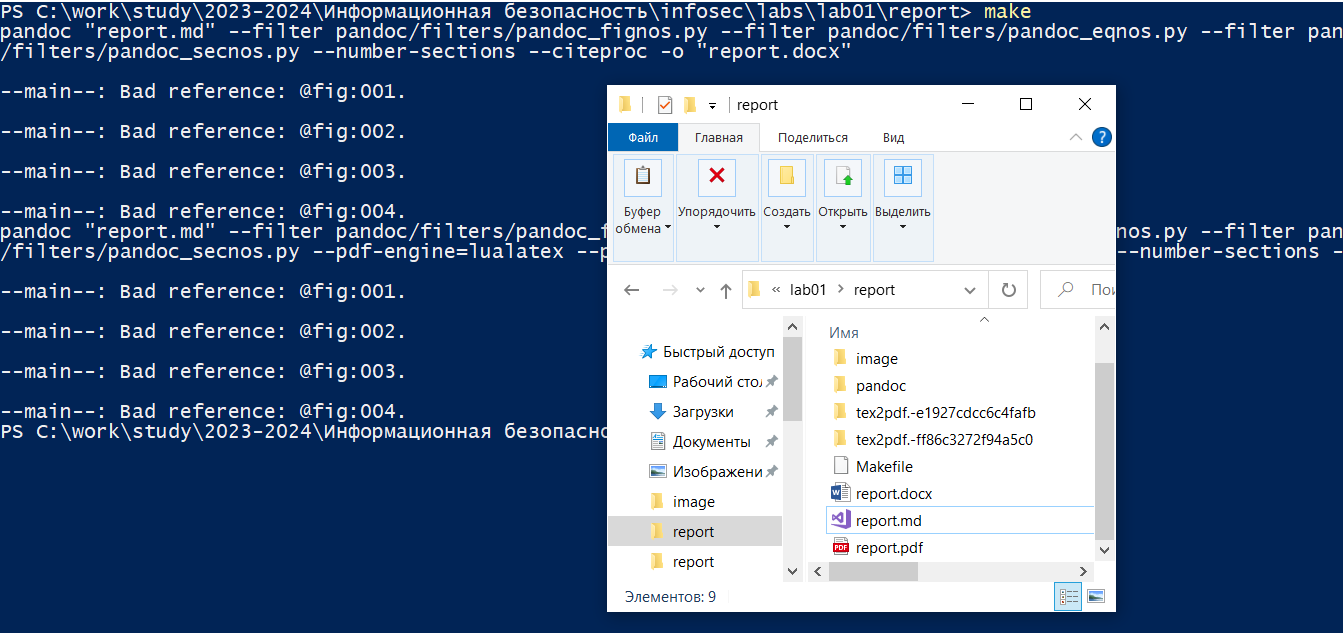 PS C:\work\study\2023-2024\Информационная безопасность\infosec\labs\lab01\report> make
pandoc "report.md" --filter pandoc/filters/pandoc_fignos.py --filter pandoc/filters/pandoc_eqnos.py --filter pan
/filters/pandoc_secnos.py --number-sections --citeproc -o "report.docx"
--main--: Bad reference: @fig:001.
--main--: Bad reference: @fig:002.
--main--: Bad reference: @fig:003.
--main--: Bad reference: @fig:004.
pandoc "report.md" --filter pandoc/filters/pandoc_f
nos.py --filter pan
/filters/pandoc_secnos.py --pdf-engine=lualatex --p
--number-sections -
--main--: Bad reference: @fig:001.
--main--: Bad reference: @fig:002.
--main--: Bad reference: @fig:003.
--main--: Bad reference: @fig:004.
PS C:\work\study\2023-2024\Информационная безопасно
report
Файл
Главная
Поделиться
Вид
Буфер
обмена
Упорядочить
Создать
Открыть
Выделить
« lab01 > report
Пои
Быстрый доступ
Рабочий стол
Загрузки
Документы
Изображени
image
report
report
Имя
image
pandoc
tex2pdf.-e1927cdcc6c4fafb
tex2pdf.-ff86c3272f94a5c0
Makefile
report.docx
report.md
report.pdf
Элементов: 9